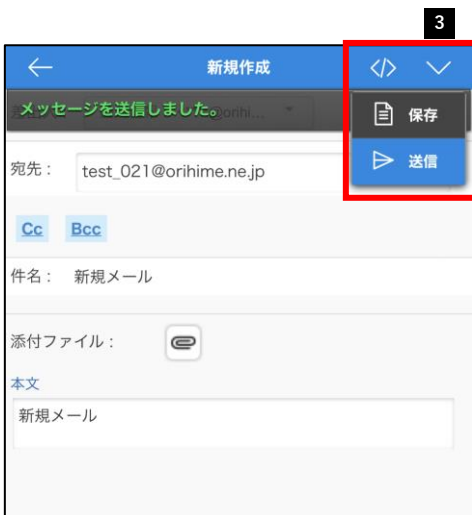 3
新規作成 </>
メッセージを送信しました。
保存
宛先： test_021@orihime.ne.jp
送信
Cc Bcc
件名： 新規メール
添付ファイル：
本文
新規メール